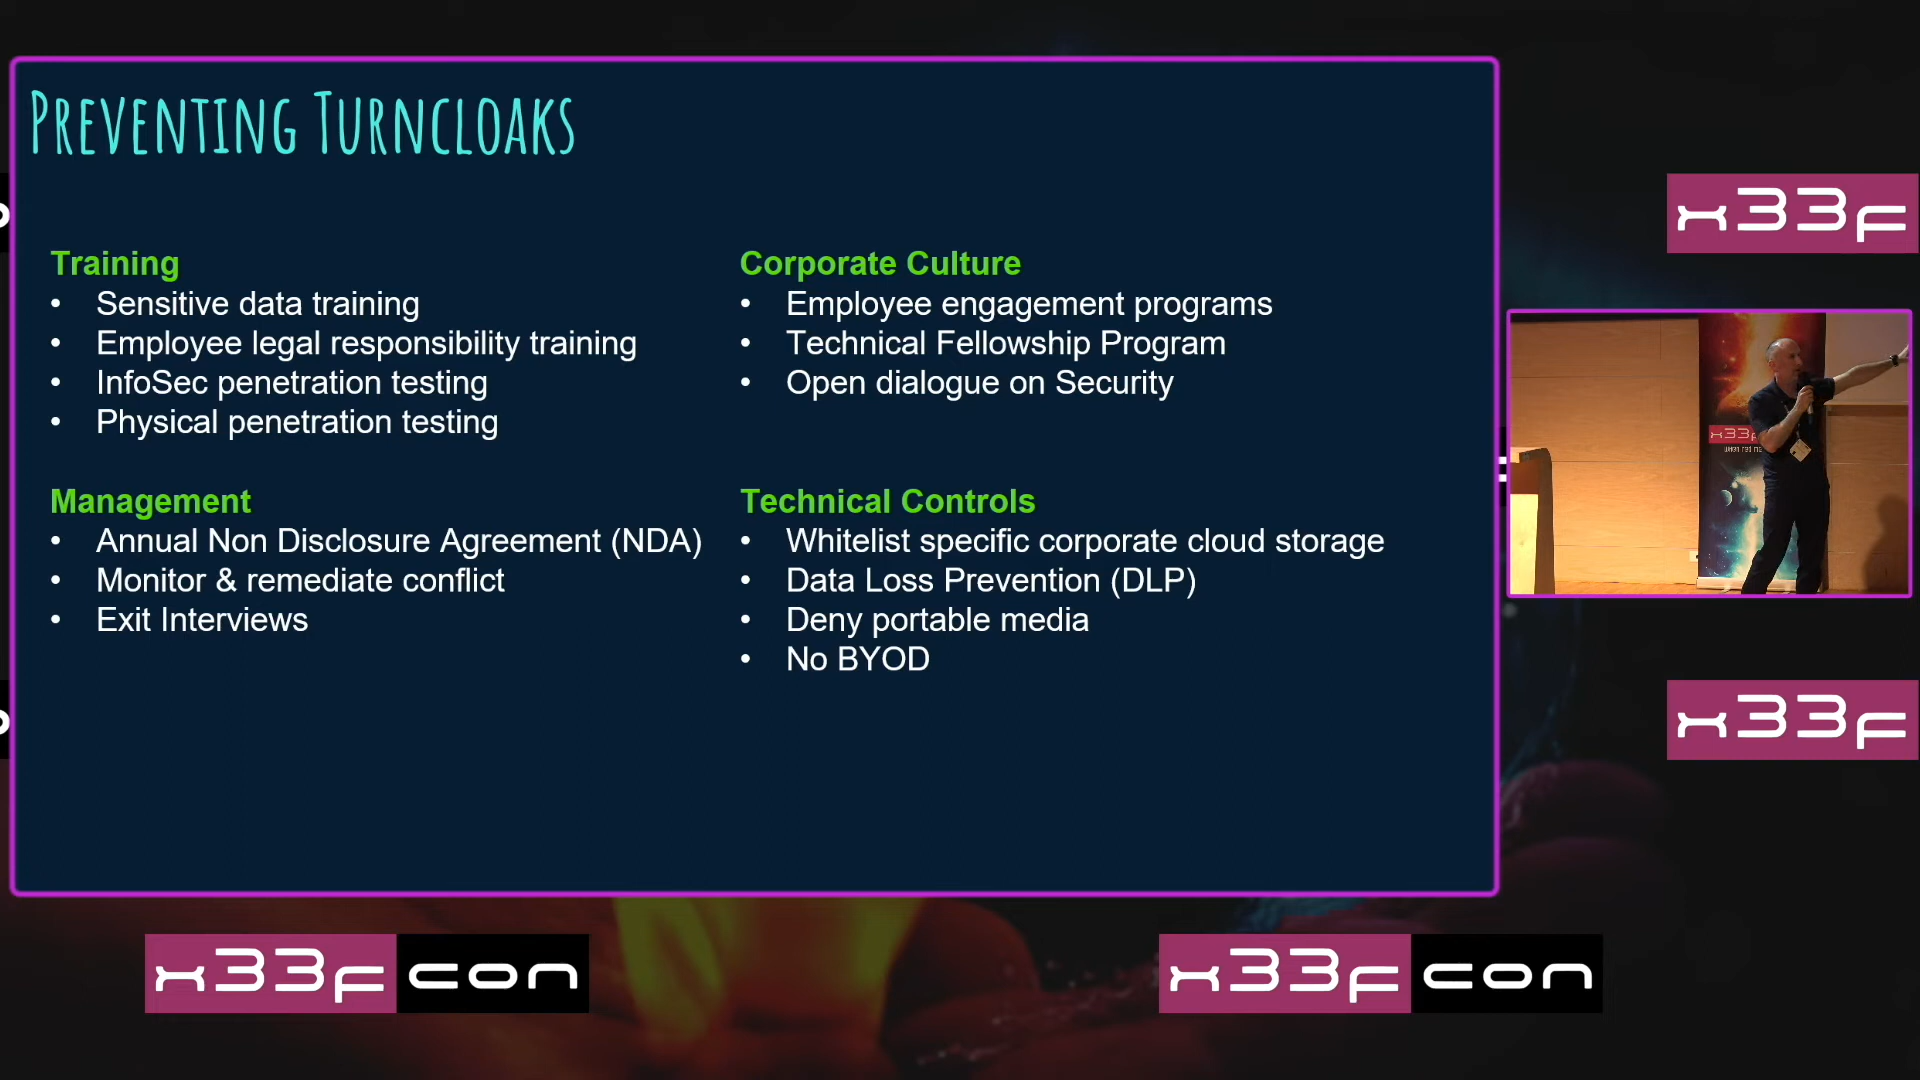 Preventing Turncloaks
Training
• Sensitive data training
• Employee legal responsibility training
• InfoSec penetration testing
• Physical penetration testing
Corporate Culture
• Employee engagement programs
• Technical Fellowship Program
• Open dialogue on Security
Management
• Annual Non Disclosure Agreement (NDA)
• Monitor & remediate conflict
• Exit Interviews
Technical Controls
• Whitelist specific corporate cloud storage
• Data Loss Prevention (DLP)
• Deny portable media
• No BYOD
x33f
x33f
x33f
x33fcon
x33fcon